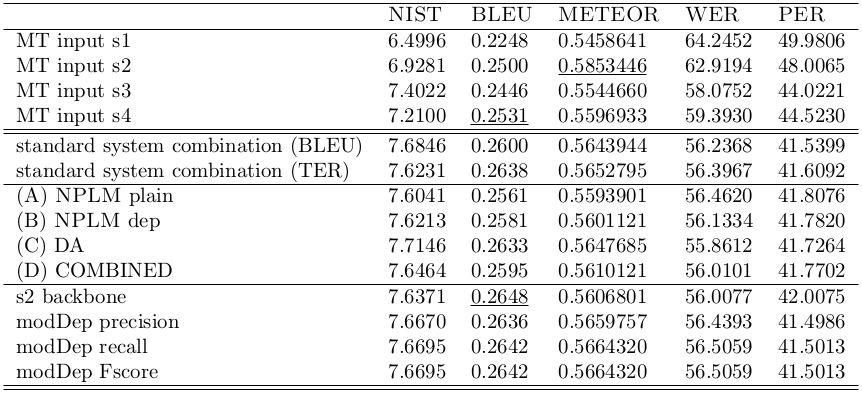 NIST BLEU METEOR WER PER
MT input s1 6.4996 0.2248 0.5458641 64.2452 49.9806
MT input s2 6.9281 0.2500 0.5853446 62.9194 48.0065
MT input s3 7.4022 0.2446 0.5544660 58.0752 44.0221
MT input s4 7.2100 0.2531 0.5596933 59.3930 44.5230
standard system combination (BLEU) 7.6846 0.2600 0.5643944 56.2368 41.5399
standard system combination (TER) 7.6231 0.2638 0.5652795 56.3967 41.6092
(A) NPLM plain 7.6041 0.2561 0.5593901 56.4620 41.8076
(B) NPLM dep 7.6213 0.2581 0.5601121 56.1334 41.7820
(C) DA 7.7146 0.2633 0.5647685 55.8612 41.7264
(D) COMBINED 7.6464 0.2595 0.5610121 56.0101 41.7702
s2 backbone 7.6371 0.2648 0.5606801 56.0077 42.0075
modDep precision 7.6670 0.2636 0.5659757 56.4393 41.4986
modDep recall 7.6695 0.2642 0.5664320 56.5059 41.5013
modDep Fscore 7.6695 0.2642 0.5664320 56.5059 41.5013